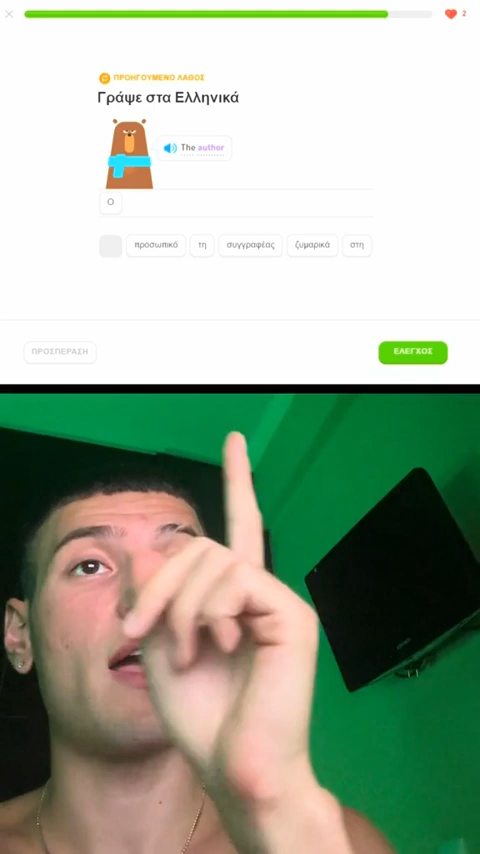 2
ΠΡΟΗΓΟΥΜΕΝΟ ΛΑΘΟΣ
Γράψε στα Ελληνικά
The author
Ο
προσωπικό τη συγγραφέας ζυμαρικά στη
ΠΡΟΣΠΕΡΑΣΗ ΕΛΕΓΧΟΣ